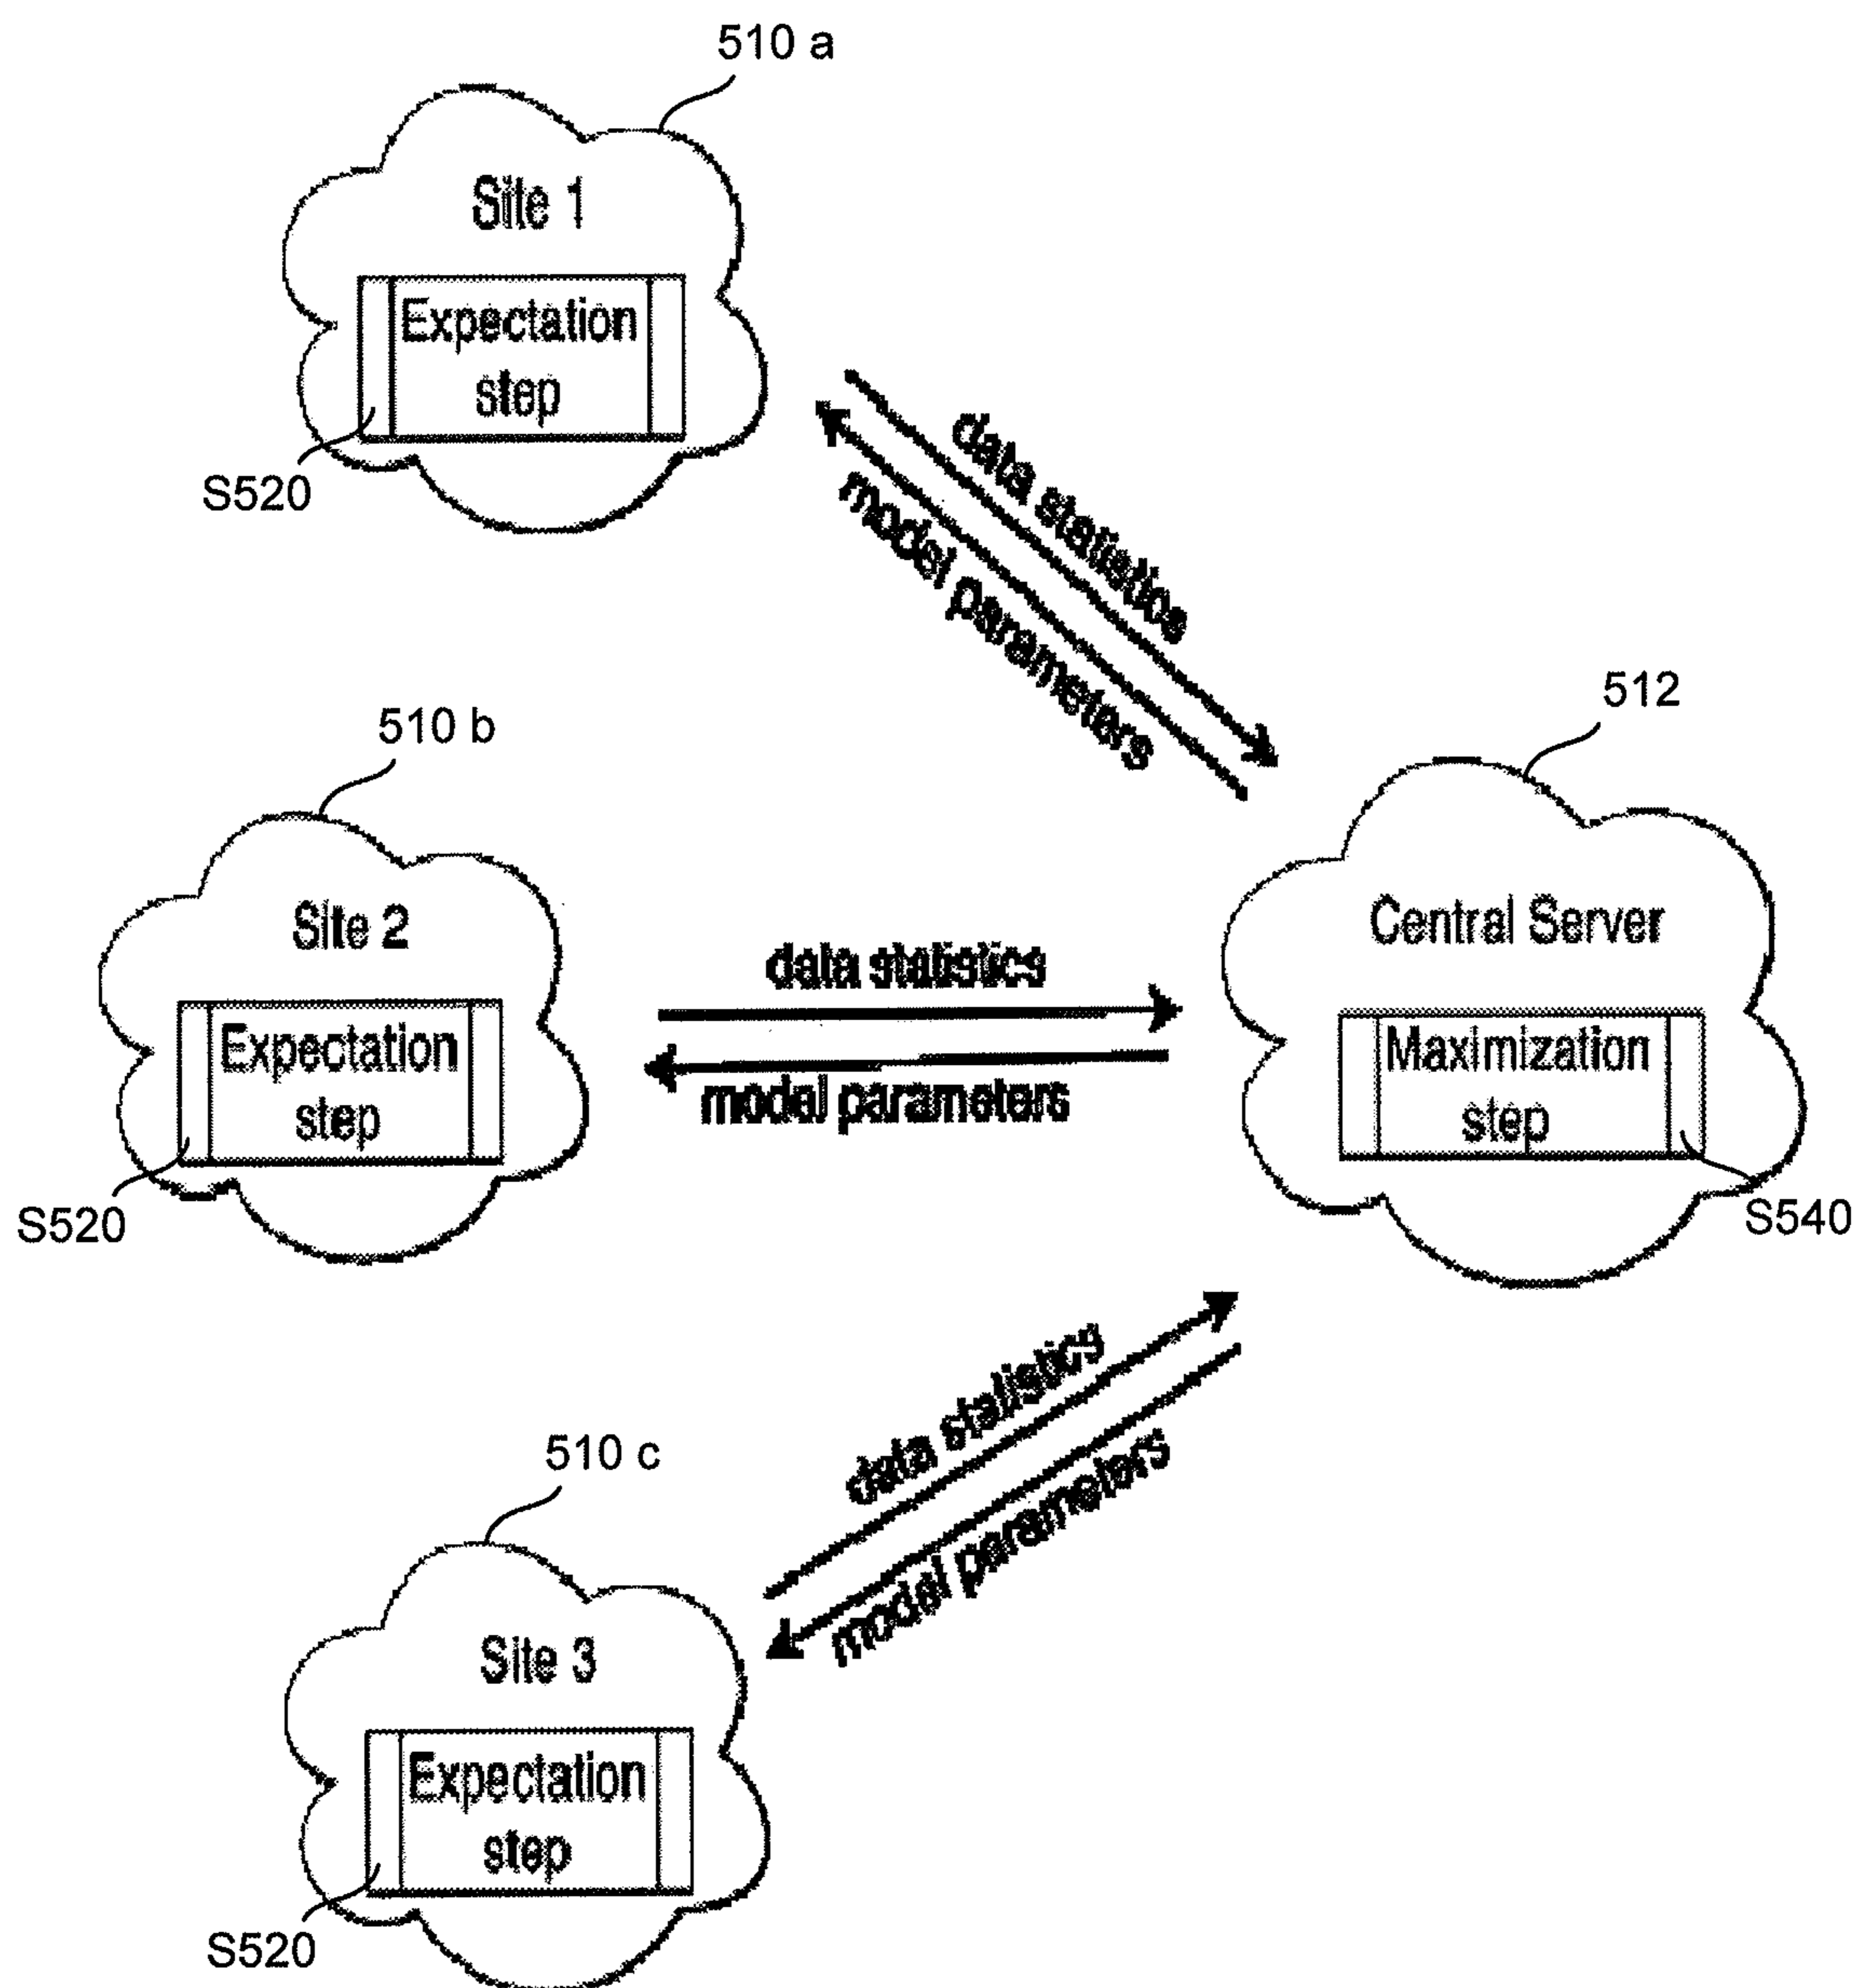 510 a
Site 1
Expectation
step
S520
data statistics
model parameters
512
510 b
Site 2
Expectation
step
S520
data statistics
model parameters
Central Server
Maximization
step
S540
data statistics
model parameters
510 c
Site 3
Expectation
step
S520